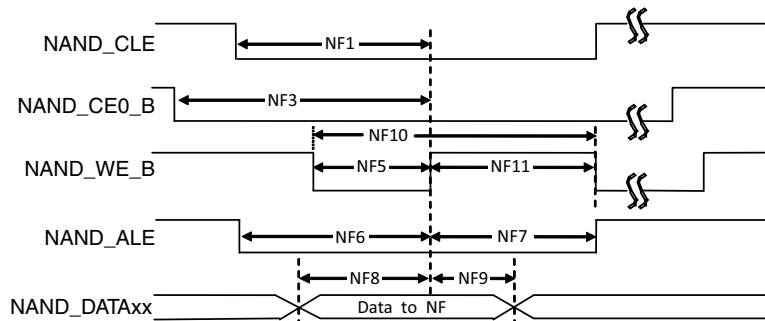 NAND_CLE
NF1
NAND_CE0_B
NF3
NF10
NAND_WE_B
NF5
NF11
NAND_ALE
NF6
NF7
NF8
NF9
NAND_DATAxx
Data to NF